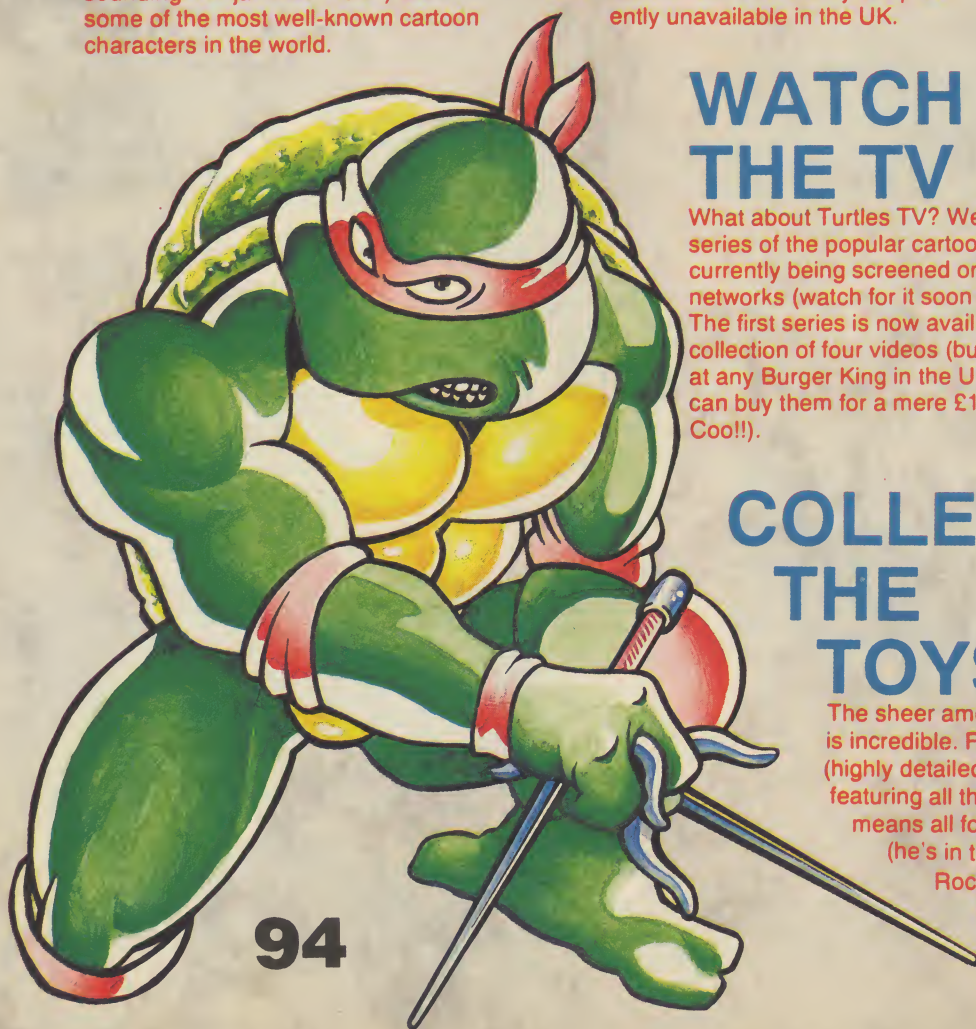 some of the most well-known cartoon
characters in the world.
ently unavailable in the UK.
WATCH
THE TV
What about Turtles TV? We
series of the popular cartoo
currently being screened or
networks (watch for it soon
The first series is now avail
collection of four videos (bu
at any Burger King in the U
can buy them for a mere £1
Coo!!).
COLLE
THE
TOYS
The sheer am
is incredible. F
(highly detailed
featuring all th
means all fo
(he's in t
Roc
94